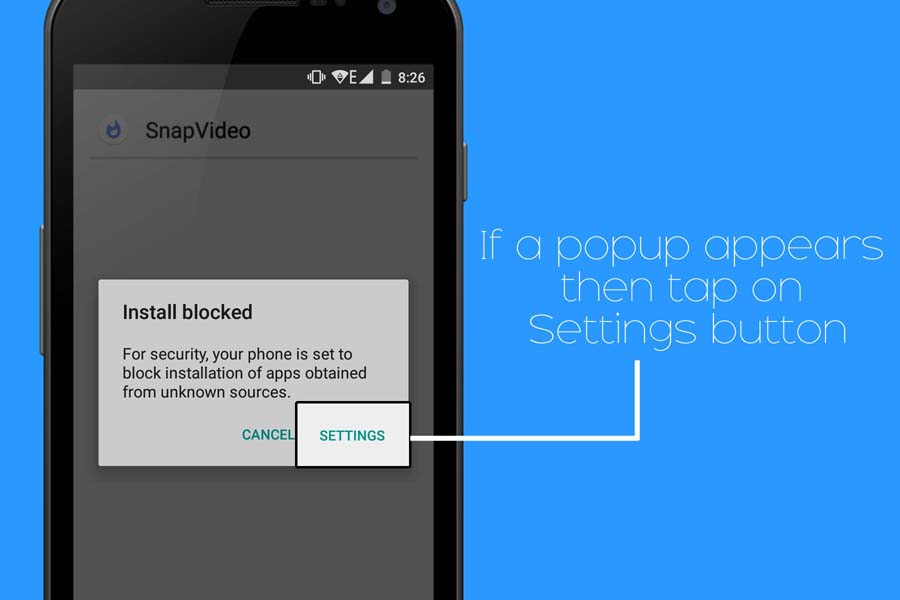 E 8:26
SnapVideo
If a popup appears
then tap on
Settings button
Install blocked
For security, your phone is set to
block installation of apps obtained
from unknown sources.
CANCEL SETTINGS